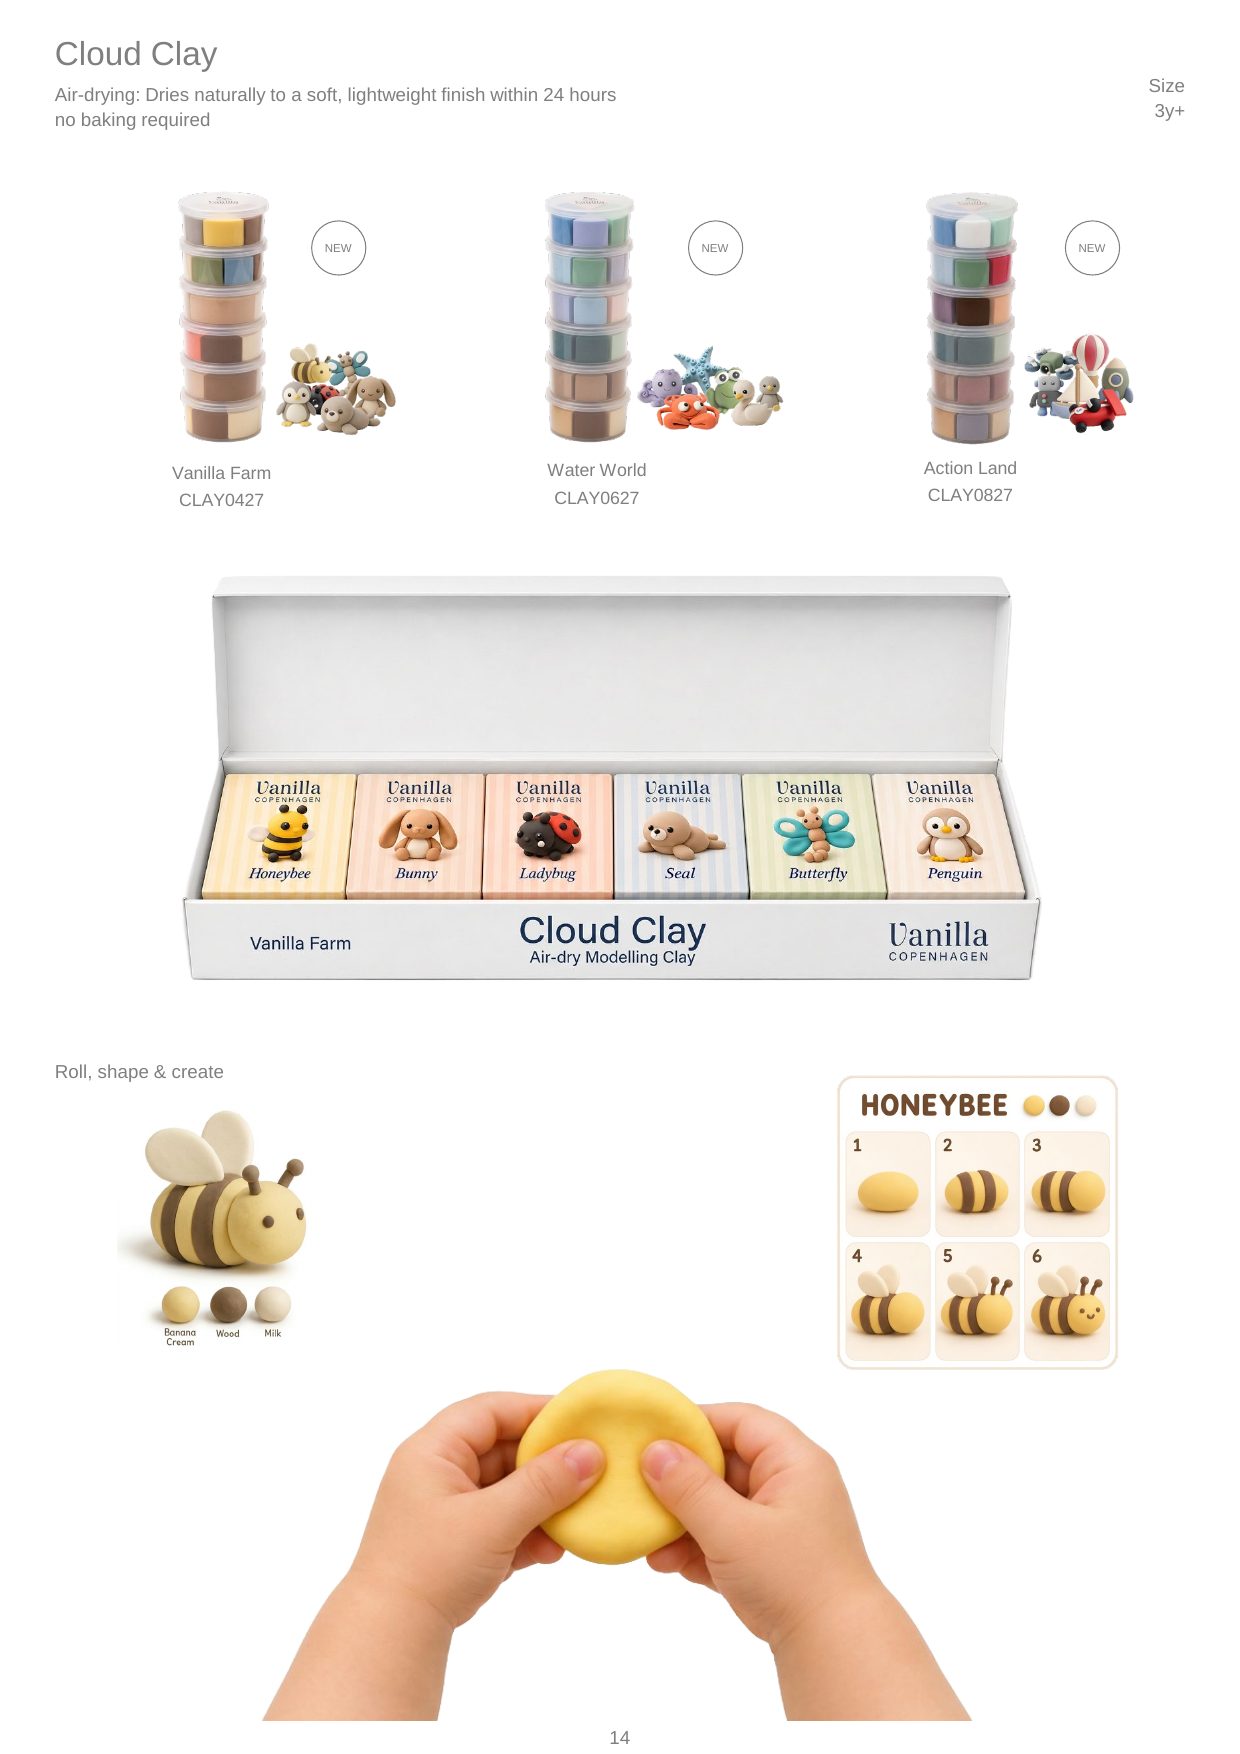 Cloud Clay
Air-drying: Dries naturally to a soft, lightweight finish within 24 hours
no baking required
Size
3y+
NEW
NEW
NEW
Vanilla Farm
CLAY0427
Water World
CLAY0627
Action Land
CLAY0827
Vanilla
COPENHAGEN
Honeybee
Vanilla
COPENHAGEN
Bunny
Vanilla
COPENHAGEN
Ladybug
Vanilla
COPENHAGEN
Seal
Vanilla
COPENHAGEN
Butterfly
Vanilla
COPENHAGEN
Penguin
Vanilla Farm
Cloud Clay
Air-dry Modelling Clay
Vanilla
COPENHAGEN
Roll, shape & create
Banana
Cream
Wood
Milk
HONEYBEE
1
2
3
4
5
6
14